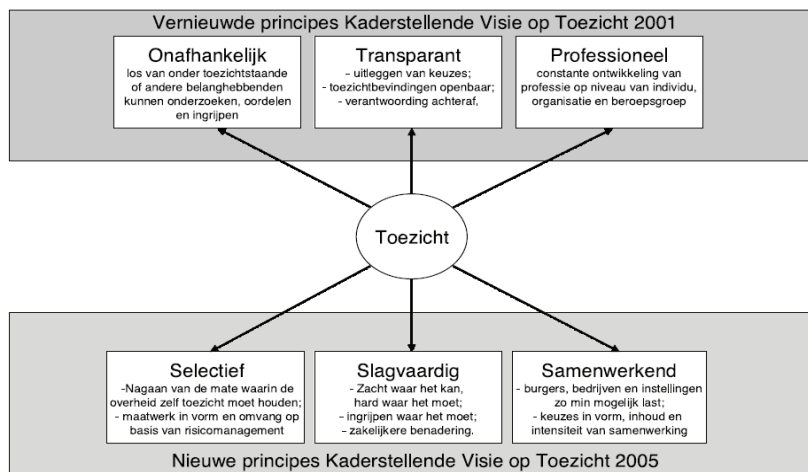 Vernieuwde principes Kaderstellende Visie op Toezicht 2001
Onafhankelijk
los van onder toezichtstaande
of andere belanghebbenden
kunnen onderzoeken, oordelen
en ingrijpen
Transparant
- uitleggen van keuzes;
- toezichtbevindingen openbaar;
- verantwoording achteraf.
Professioneel
constante ontwikkeling van
professie op niveau van individu,
organisatie en beroepsgroep
Toezicht
Selectief
-Nagaan van de mate waarin de
overheid zelf toezicht moet houden;
- maatwerk in vorm en omvang op
basis van risicomanagement
Slagvaardig
- Zacht waar het kan,
hard waar het moet;
- ingrijpen waar het moet;
- zakelijkere benadering.
Samenwerkend
- burgers, bedrijven en instellingen
zo min mogelijk last;
- keuzes in vorm, inhoud en
intensiteit van samenwerking
Nieuwe principes Kaderstellende Visie op Toezicht 2005